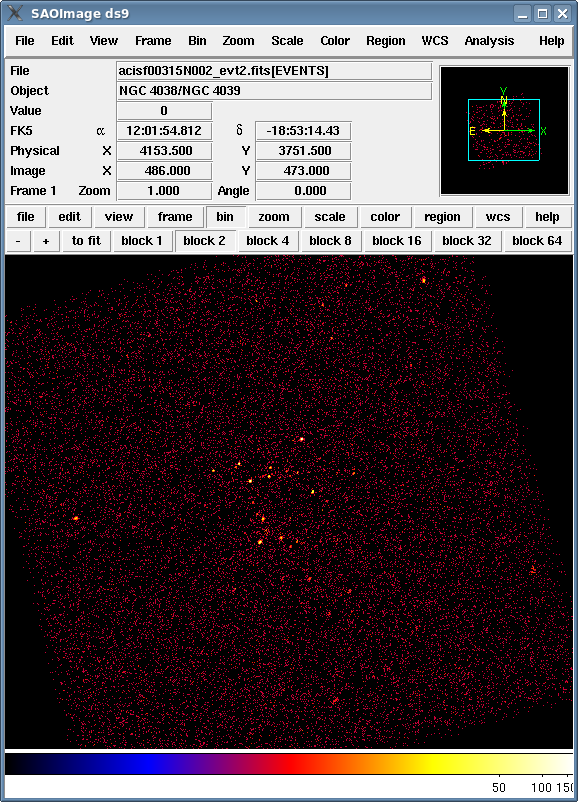 SAOImage ds9
File Edit View Frame Bin Zoom Scale Color Region WCS Analysis Help
File acisf00315N002_evt2.fits[EVENTS]
Object NGC 4038/NGC 4039
Value 0
FK5 α 12:01:54.812 δ -18:53:14.43
Physical X 4153.500 Y 3751.500
Image X 486.000 Y 473.000
Frame 1 Zoom 1.000 Angle 0.000
Y
N
E X
file edit view frame bin zoom scale color region wcs help
- + to fit block 1 block 2 block 4 block 8 block 16 block 32 block 64
50 100 150